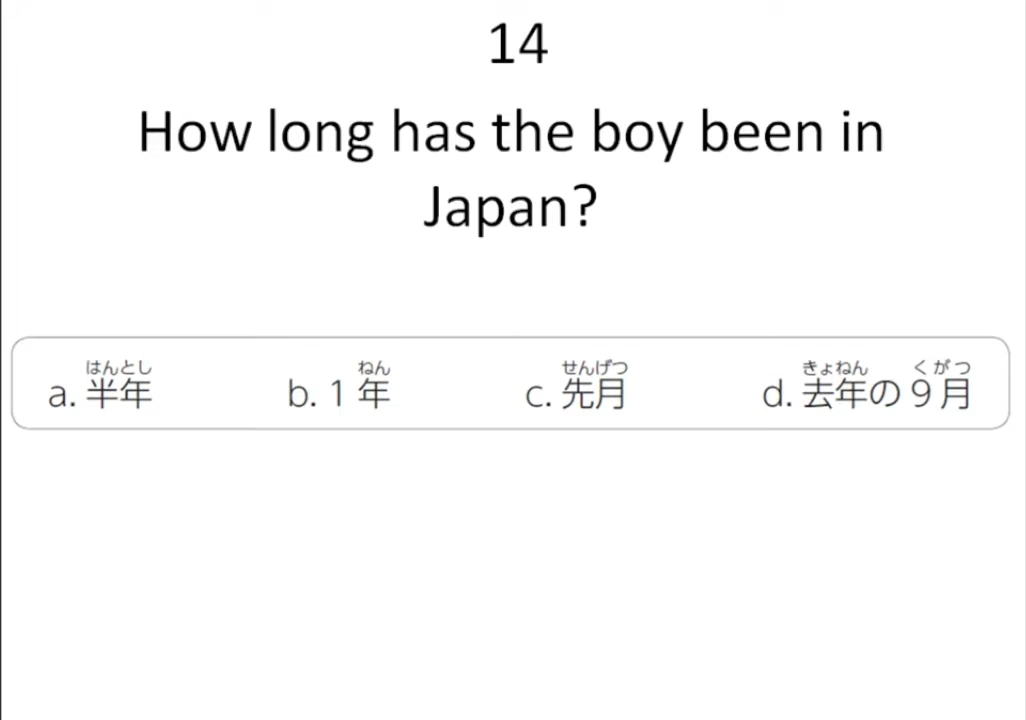 14
How long has the boy been in
Japan?
はんとし ねん せんげつ きょねん くがつ
a. 半年 b. 1 年 c. 先月 d. 去年の 9 月